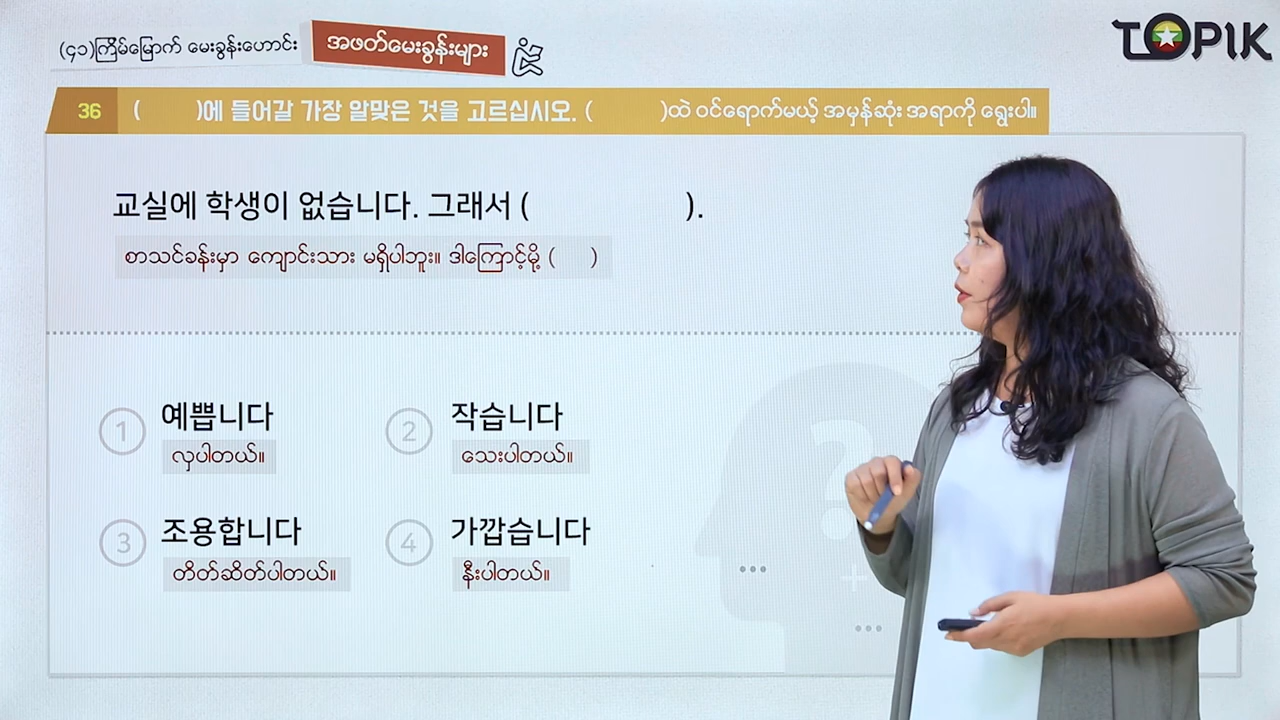 (၄၁)ကြိမ်မြောက် မေးခွန်းဟောင်း အဖတ်မေးခွန်းများ
TOPIK
36 ( )에 들어갈 가장 알맞은 것을 고르십시오. ( )ထဲ ဝင်ရောက်မယ့် အမှန်ဆုံး အရာကို ရွေးပါ။
교실에 학생이 없습니다. 그래서 ( ).
စာသင်ခန်းမှာ ကျောင်းသား မရှိပါဘူး။ ဒါကြောင့်မို့ ( )
1 예쁩니다 2 작습니다
လှပါတယ်။ သေးပါတယ်။
3 조용합니다 4 가깝습니다
တိတ်ဆိတ်ပါတယ်။ နီးပါတယ်။